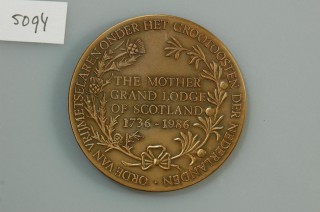 5094
ORDE VAN VRIJMETSELAREN ONDER HET GROOTOOSTEN DER NEDERLANDEN
THE MOTHER
GRAND LODGE
OF SCOTLAND
1736-1986